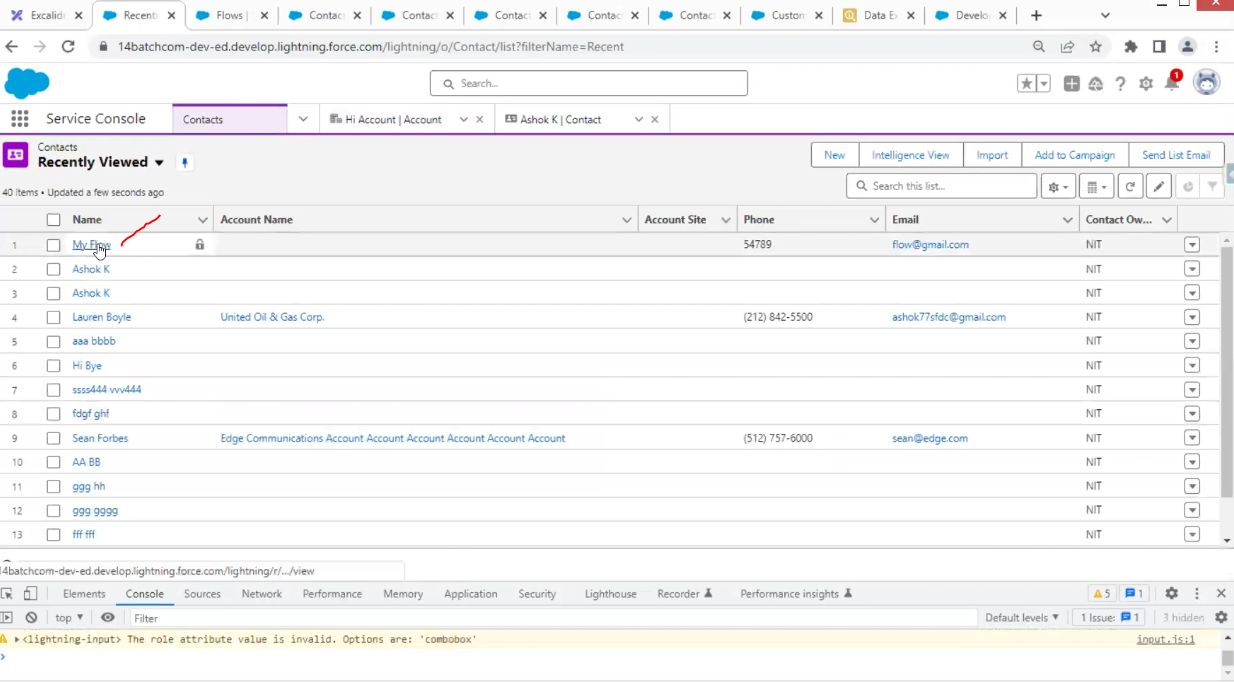 Excalid
Recent
Flows |
Contac
Contac
Contac
Contac
Contac
Custom
Data Ex
Develo
14batchcom-dev-ed.develop.lightning.force.com/lightning/o/Contact/list?filterName=Recent
Search...
1
Service Console
Contacts
Hi Account | Account
Ashok K | Contact
Contacts
Recently Viewed
New
Intelligence View
Import
Add to Campaign
Send List Email
40 items • Updated a few seconds ago
Search this list...
Name Account Name Account Site Phone Email Contact Ow...
1 My Flow 54789 flow@gmail.com NIT
2 Ashok K NIT
3 Ashok K NIT
4 Lauren Boyle United Oil & Gas Corp. (212) 842-5500 ashok77sfdc@gmail.com NIT
5 aaa bbbb NIT
6 Hi Bye NIT
7 ssss444 vvv444 NIT
8 fdgf ghf NIT
9 Sean Forbes Edge Communications Account Account Account Account Account Account (512) 757-6000 sean@edge.com NIT
10 AA BB NIT
11 ggg hh NIT
12 ggg gggg NIT
13 fff fff NIT
14batchcom-dev-ed.develop.lightning.force.com/lightning/r/.../view
Elements Console Sources Network Performance Memory Application Security Lighthouse Recorder Performance insights 5 1
top Filter Default levels 1 Issue: 1 3 hidden
<lightning-input> The role attribute value is invalid. Options are: 'combobox' input.js:1